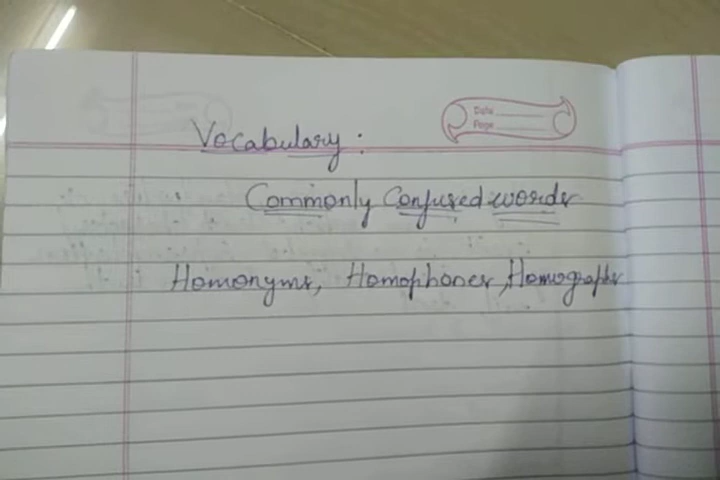 Date
Page
Vocabulary :
Commonly Confused words
Homonyms, Homophones, Homographs